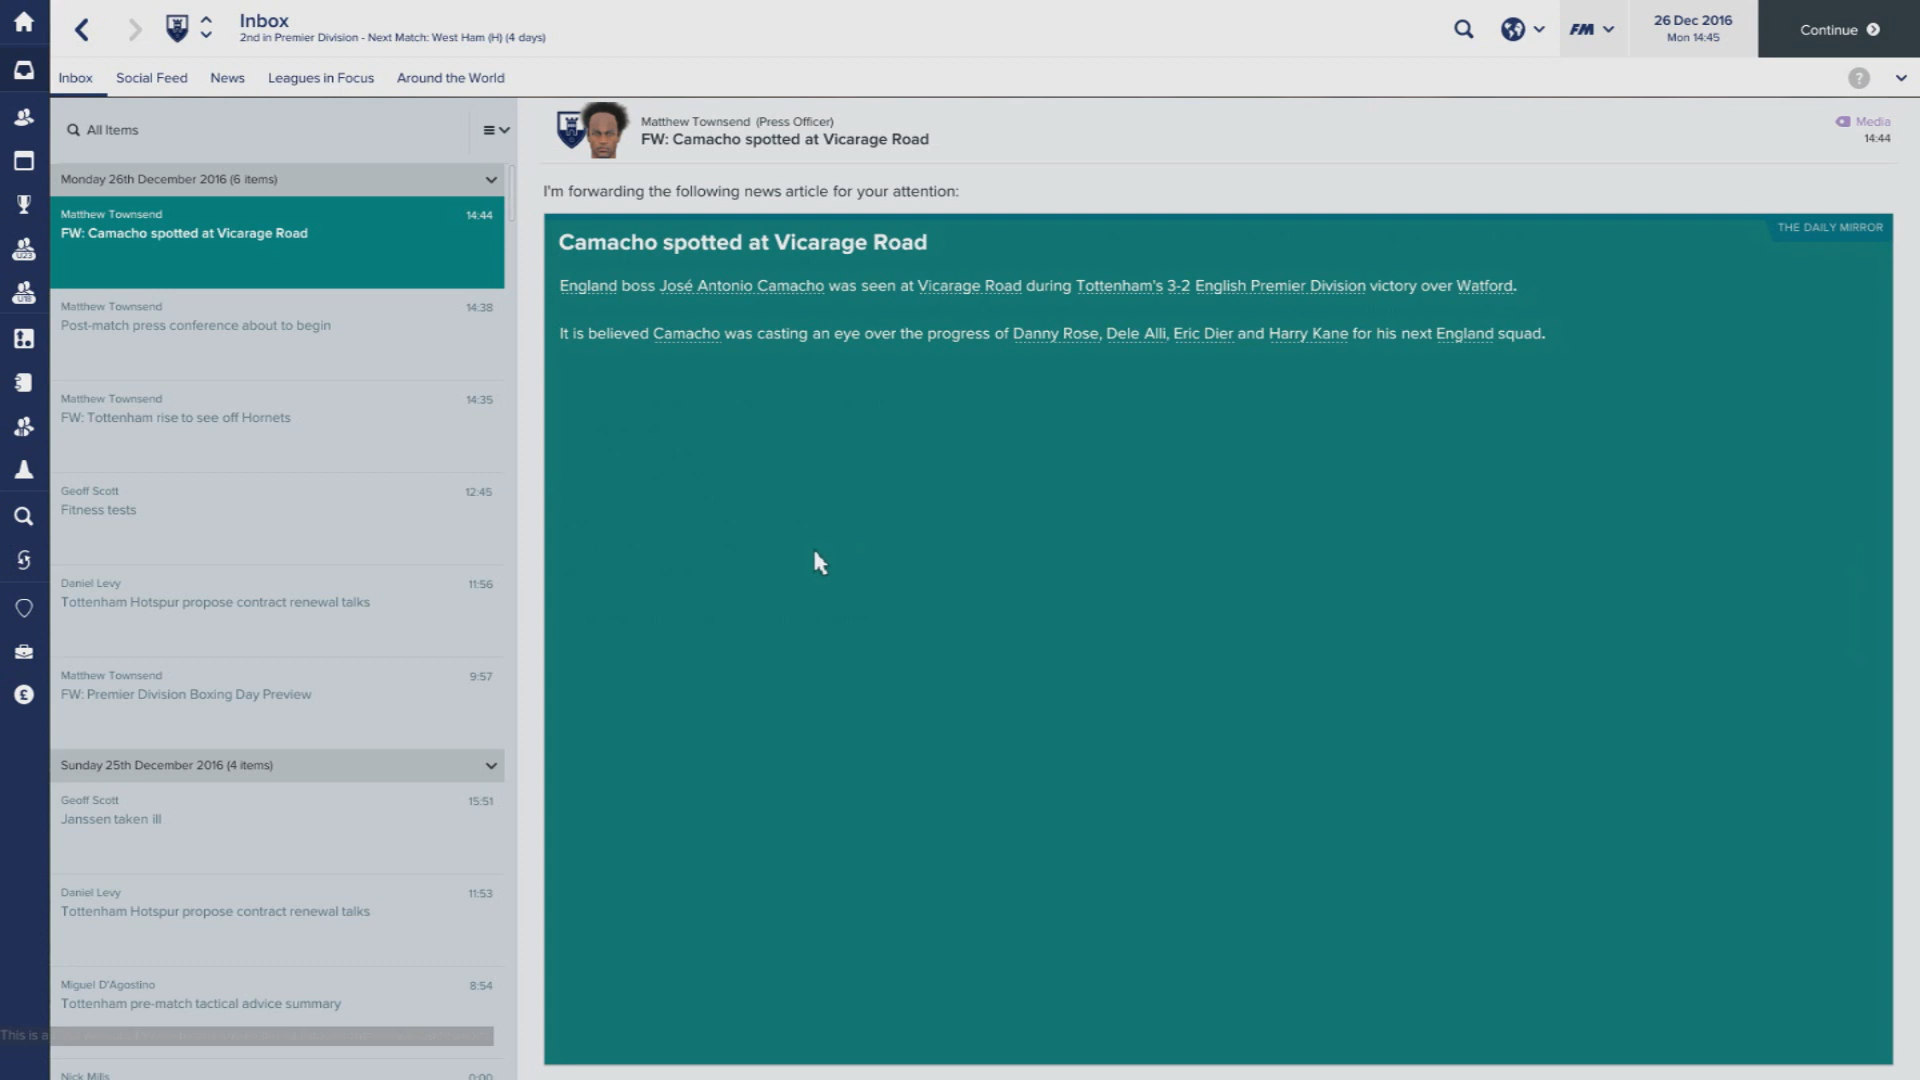 Inbox
2nd in Premier Division - Next Match: West Ham (H) (4 days)
FM
26 Dec 2016
Mon 14:45
Continue
Inbox
Social Feed
News
Leagues in Focus
Around the World
?
All Items
Monday 26th December 2016 (6 items)
Matthew Townsend
14:44
FW: Camacho spotted at Vicarage Road
Matthew Townsend
14:38
Post-match press conference about to begin
Matthew Townsend
14:35
FW: Tottenham rise to see off Hornets
Geoff Scott
12:45
Fitness tests
Daniel Levy
11:56
Tottenham Hotspur propose contract renewal talks
Matthew Townsend
9:57
FW: Premier Division Boxing Day Preview
Sunday 25th December 2016 (4 items)
Geoff Scott
15:51
Janssen taken ill
Daniel Levy
11:53
Tottenham Hotspur propose contract renewal talks
Miguel D'Agostino
8:54
Tottenham pre-match tactical advice summary
This is a
Nick Mills
0:00
U23
U18
£
Matthew Townsend (Press Officer)
FW: Camacho spotted at Vicarage Road
Media
14:44
I'm forwarding the following news article for your attention:
THE DAILY MIRROR
Camacho spotted at Vicarage Road
England boss José Antonio Camacho was seen at Vicarage Road during Tottenham's 3-2 English Premier Division victory over Watford.
It is believed Camacho was casting an eye over the progress of Danny Rose, Dele Alli, Eric Dier and Harry Kane for his next England squad.